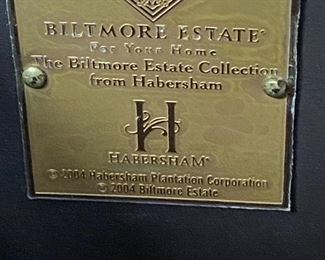 BILTMORE ESTATE®
For Your Home
The Biltmore Estate Collection
from Habersham
H
HABERSHAM®
© 2004 Habersham Plantation Corporation
© 2004 Biltmore Estate